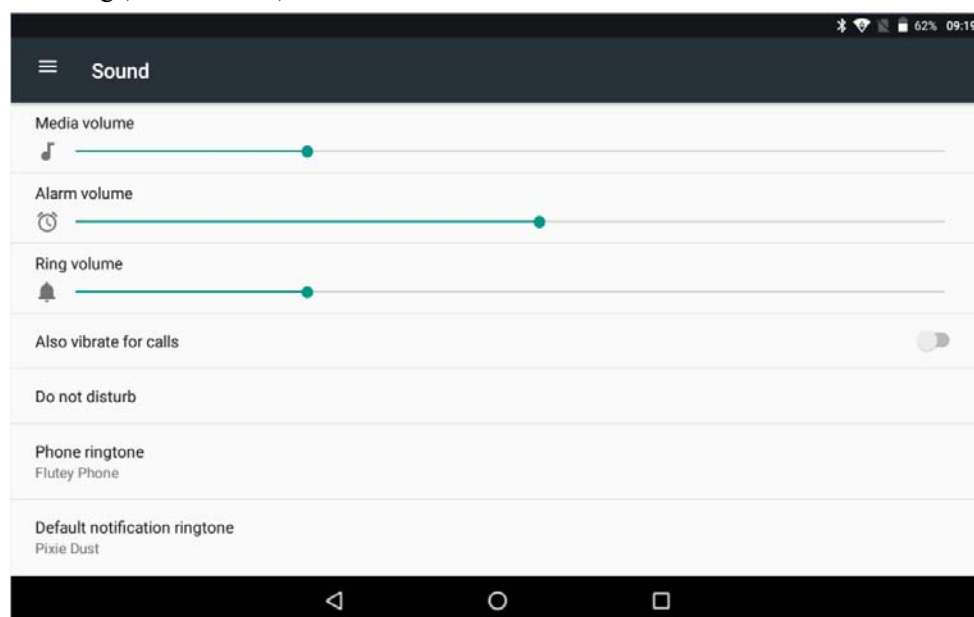 62% 09:19
Sound
Media volume
Alarm volume
Ring volume
Also vibrate for calls
Do not disturb
Phone ringtone
Flutey Phone
Default notification ringtone
Pixie Dust